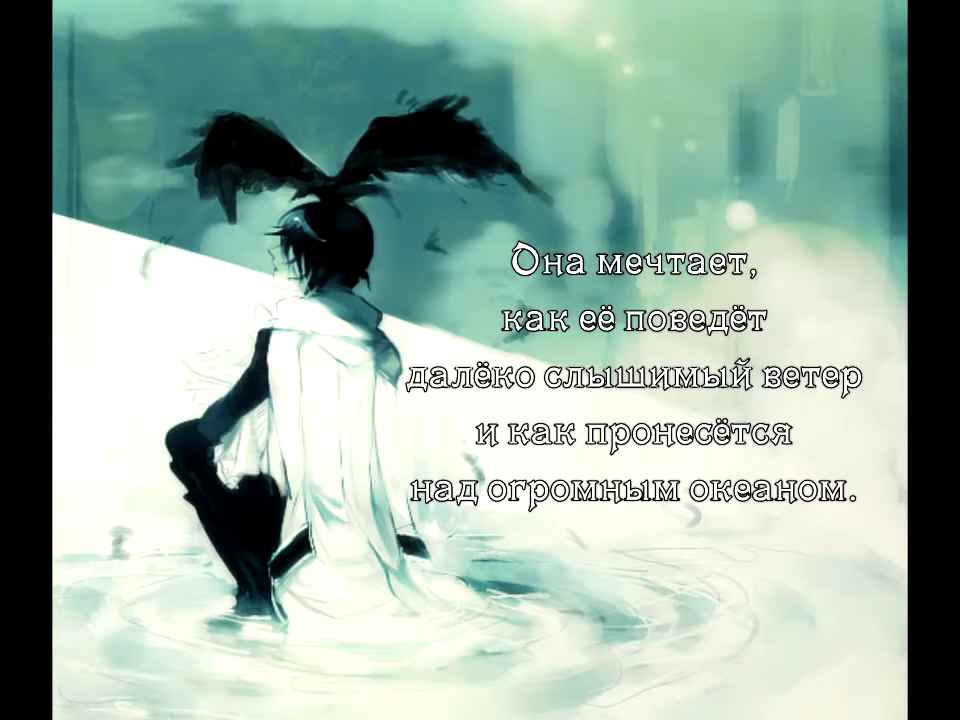 Она мечтает,
как её поведёт
далёко слышимый ветер
и как пронесётся
над огромным океаном.